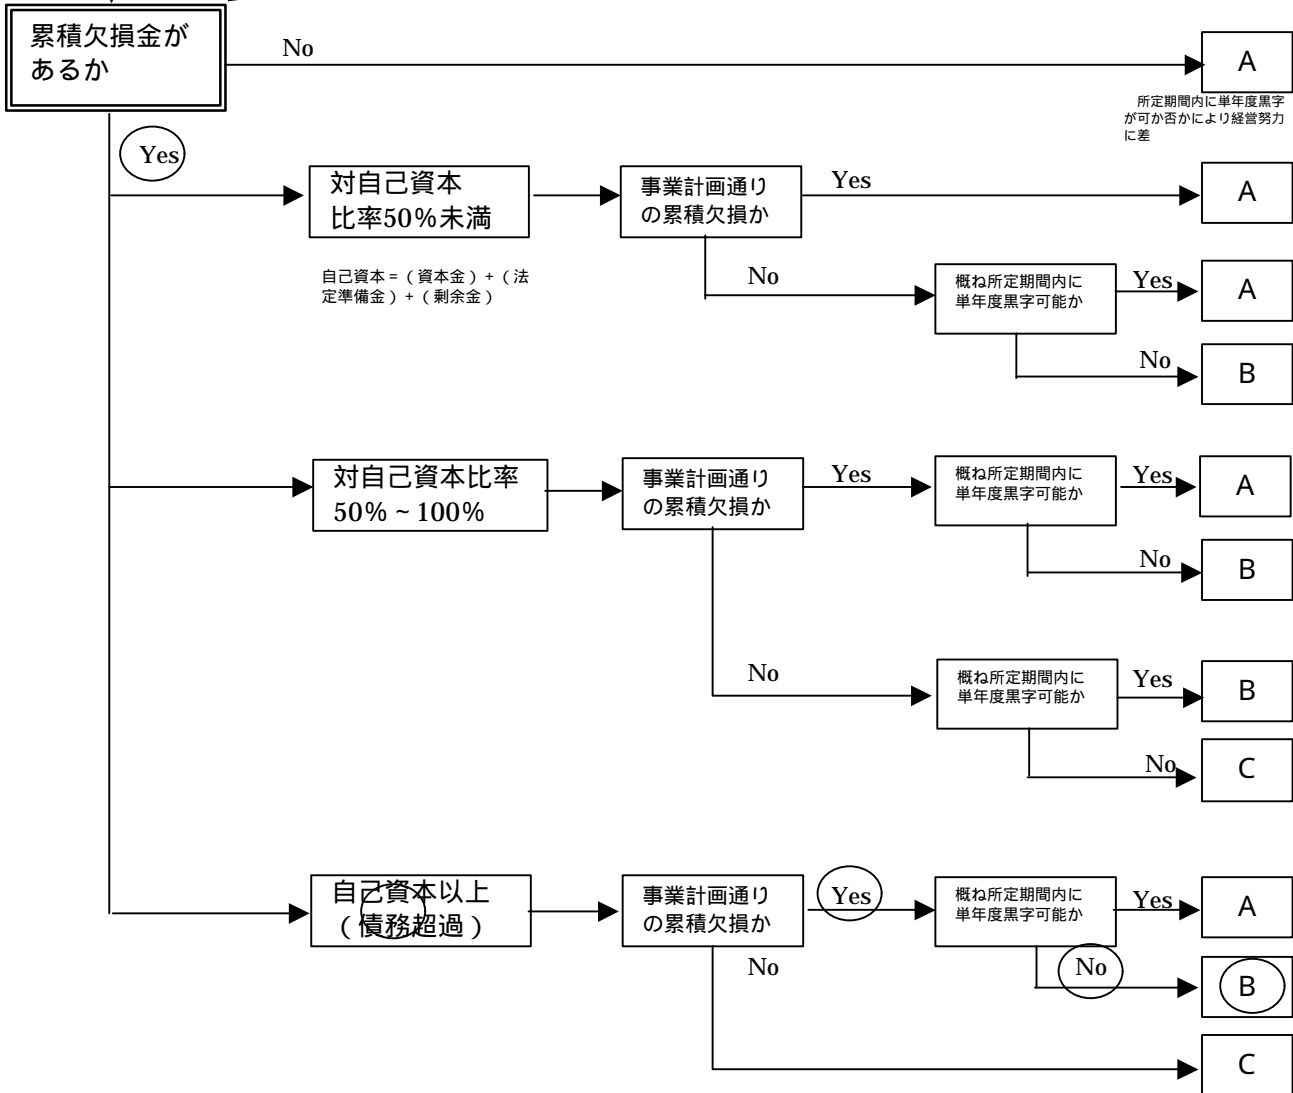 累積欠損金が
あるか
No
A
所定期間内に単年度黒字
が可か否かにより経営努力
に差
Yes
対自己資本
比率50%未満
事業計画通り
の累積欠損か
Yes
A
自己資本=(資本金)+(法
定準備金)+(剰余金)
No
概ね所定期間内に
単年度黒字可能か
Yes
A
No
B
対自己資本比率
50%~100%
事業計画通り
の累積欠損か
Yes
概ね所定期間内に
単年度黒字可能か
Yes
A
No
B
No
概ね所定期間内に
単年度黒字可能か
Yes
B
No
C
自己資本以上
(債務超過)
事業計画通り
の累積欠損か
Yes
概ね所定期間内に
単年度黒字可能か
Yes
A
No
No
B
C